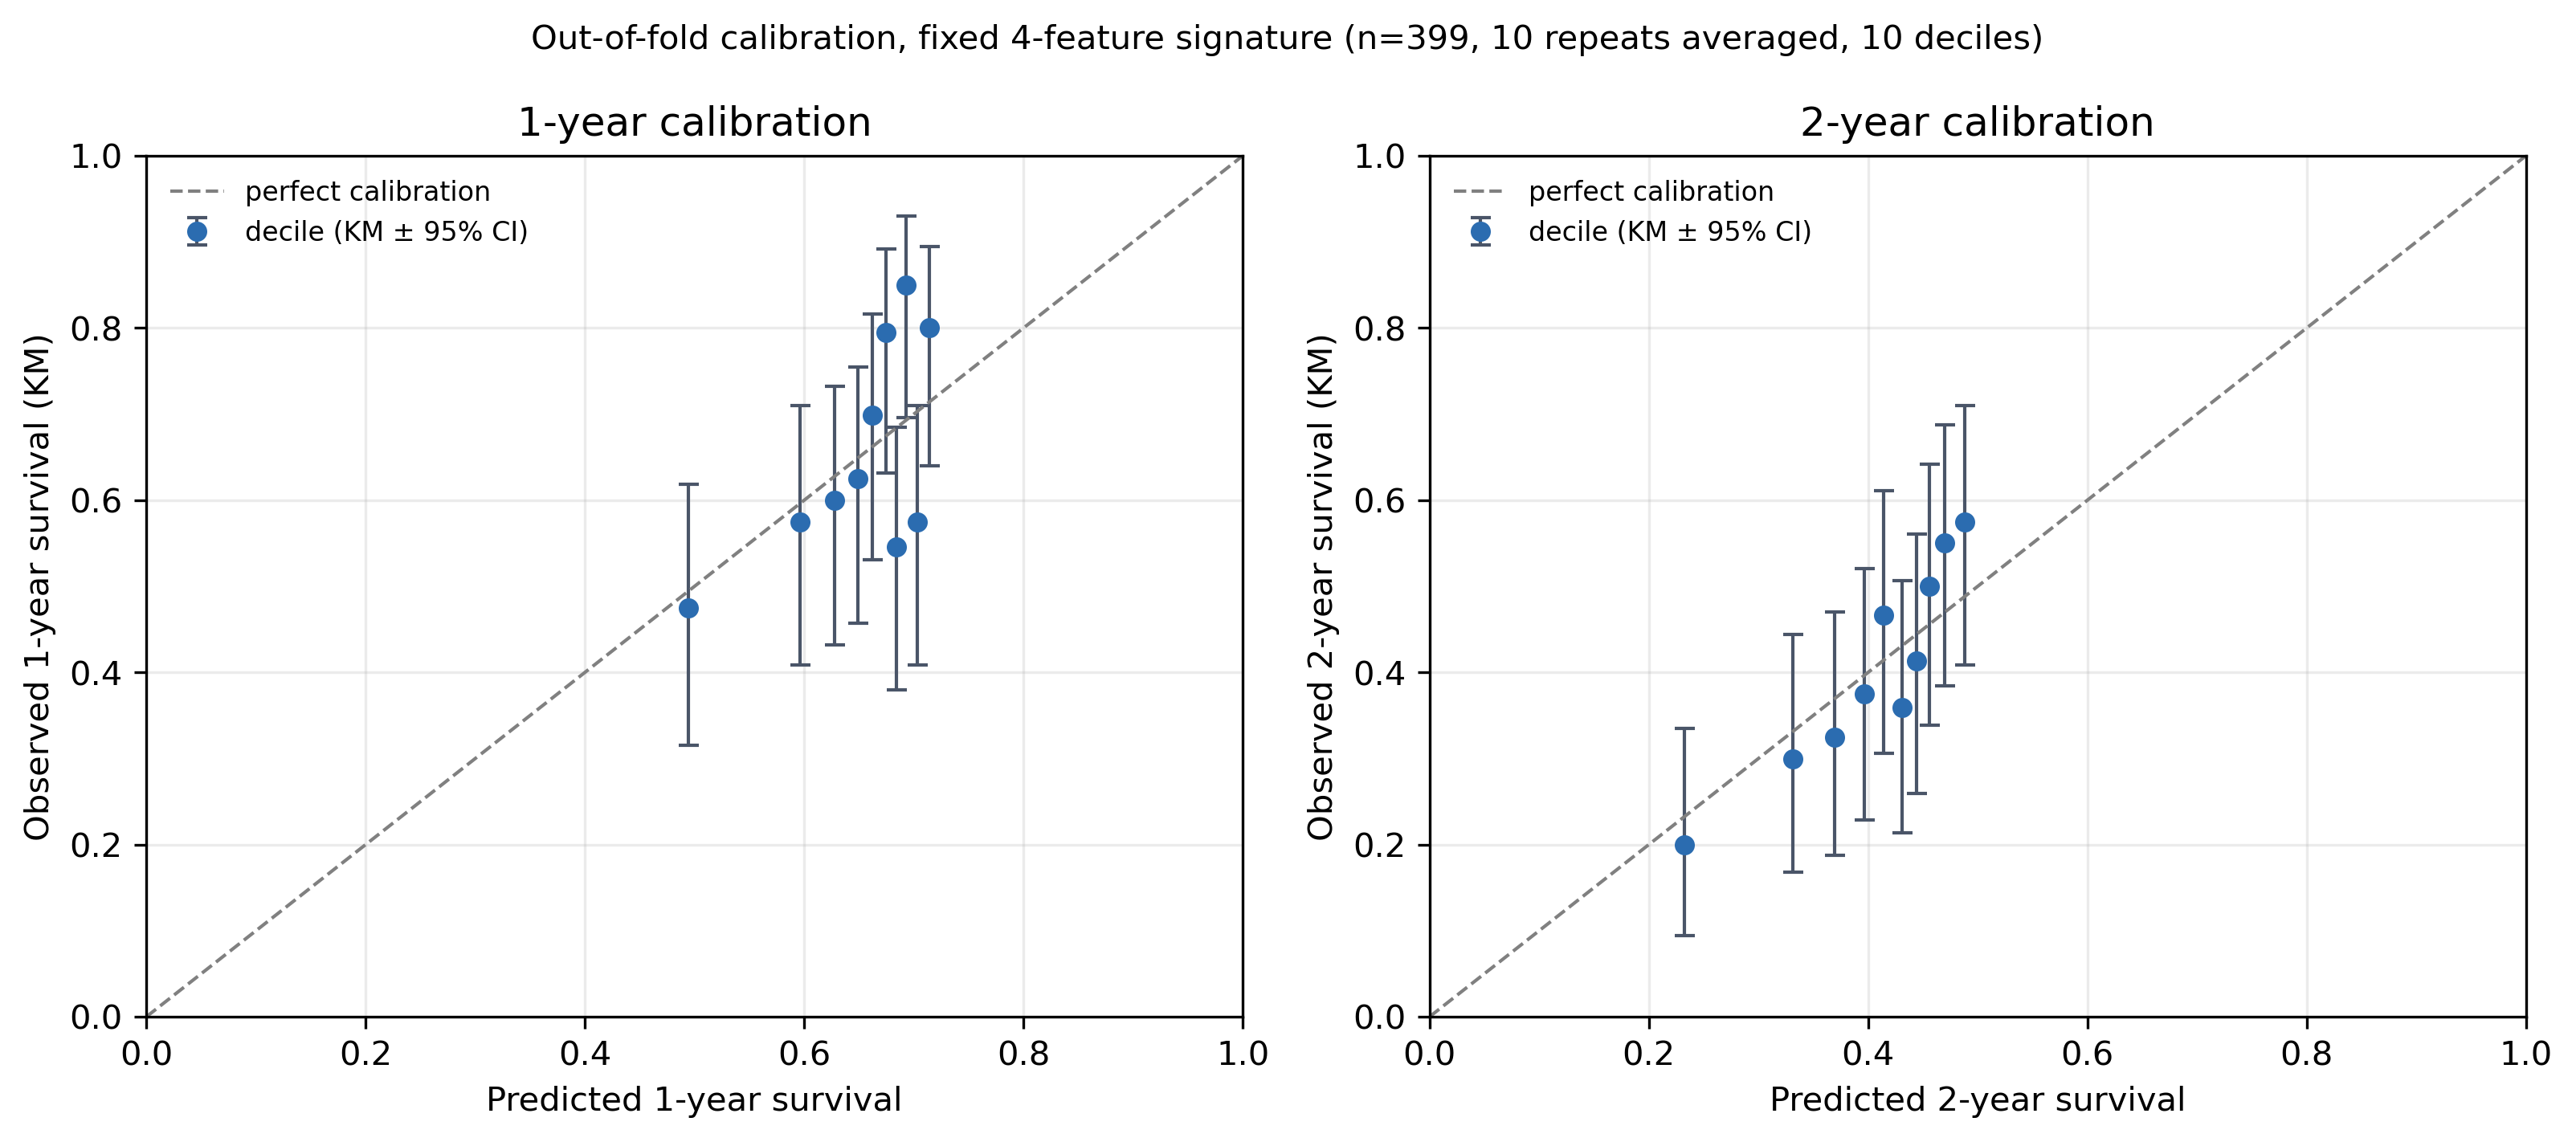 Out-of-fold calibration, fixed 4-feature signature (n=399, 10 repeats averaged, 10 deciles)
1-year calibration
perfect calibration
decile (KM ± 95% CI)
Observed 1-year survival (KM)
1.0
0.8
0.6
0.4
0.2
0.0
0.0 0.2 0.4 0.6 0.8 1.0
Predicted 1-year survival
2-year calibration
perfect calibration
decile (KM ± 95% CI)
Observed 2-year survival (KM)
1.0
0.8
0.6
0.4
0.2
0.0
0.0 0.2 0.4 0.6 0.8 1.0
Predicted 2-year survival